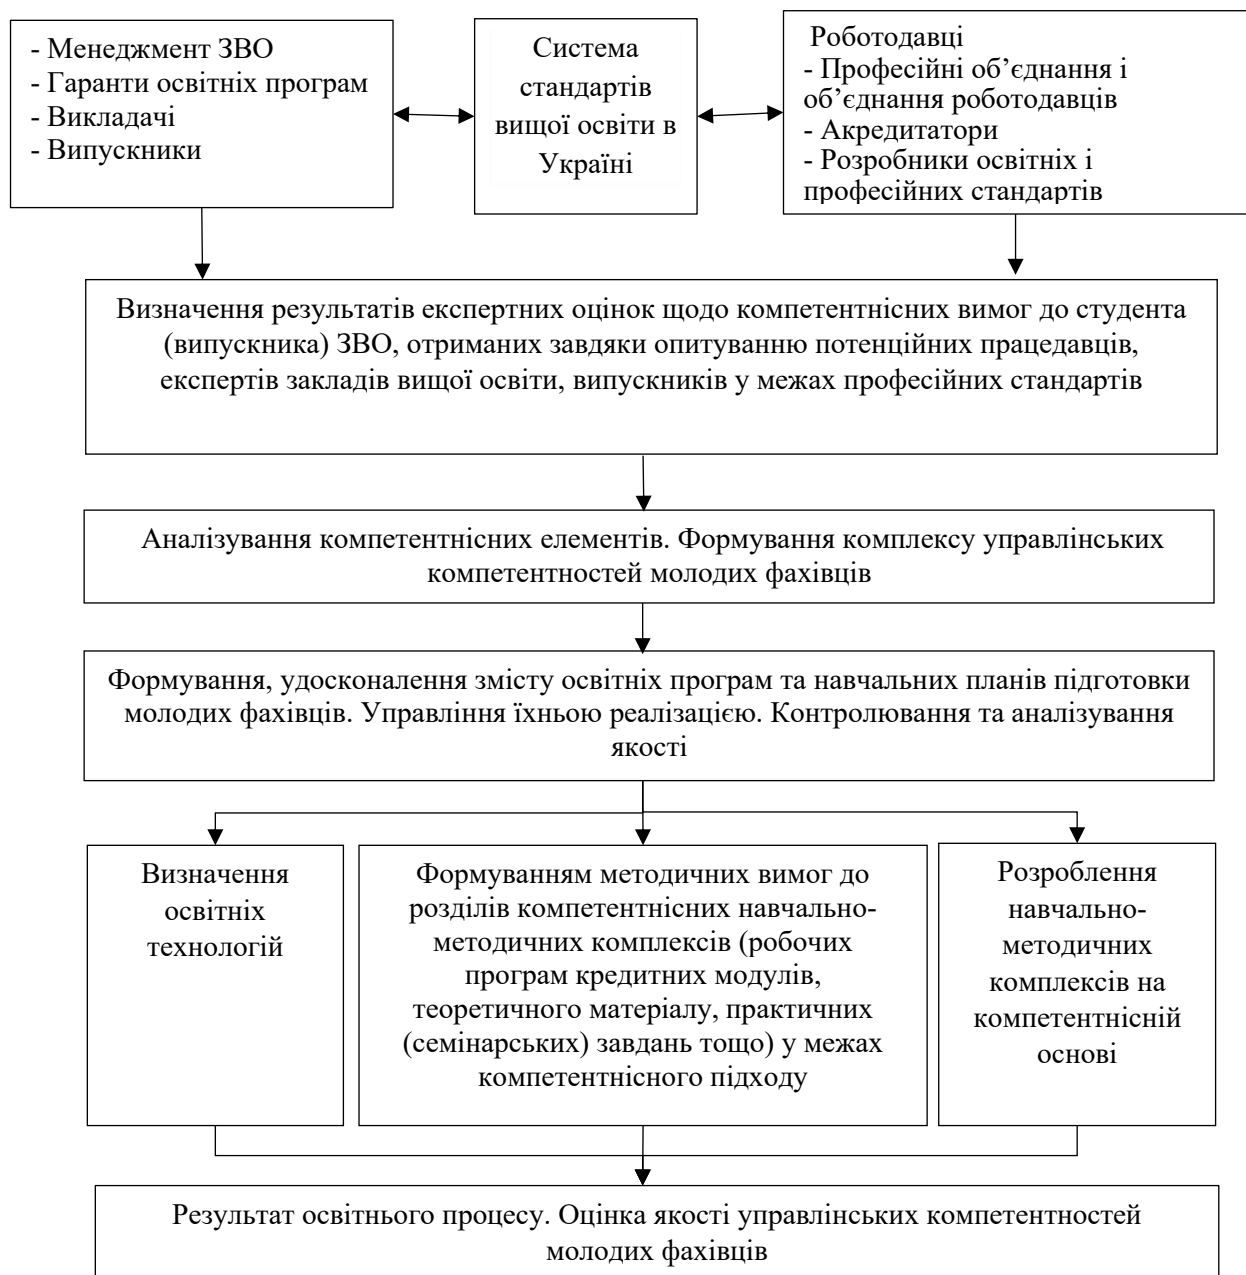 - Менеджмент ЗВО
- Гаранти освітніх програм
- Викладачі
- Випускники
Система
стандартів
вищої освіти в
Україні
Роботодавці
- Професійні об’єднання і
об’єднання роботодавців
- Акредитатори
- Розробники освітніх і
професійних стандартів
Визначення результатів експертних оцінок щодо компетентнісних вимог до студента
(випускника) ЗВО, отриманих завдяки опитуванню потенційних працедавців,
експертів закладів вищої освіти, випускників у межах професійних стандартів
Аналізування компетентнісних елементів. Формування комплексу управлінських
компетентностей молодих фахівців
Формування, удосконалення змісту освітніх програм та навчальних планів підготовки
молодих фахівців. Управління їхньою реалізацією. Контролювання та аналізування
якості
Визначення
освітніх
технологій
Формуванням методичних вимог до
розділів компетентнісних навчально-
методичних комплексів (робочих
програм кредитних модулів,
теоретичного матеріалу, практичних
(семінарських) завдань тощо) у межах
компетентнісного підходу
Розроблення
навчально-
методичних
комплексів на
компетентнісній
основі
Результат освітнього процесу. Оцінка якості управлінських компетентностей
молодих фахівців